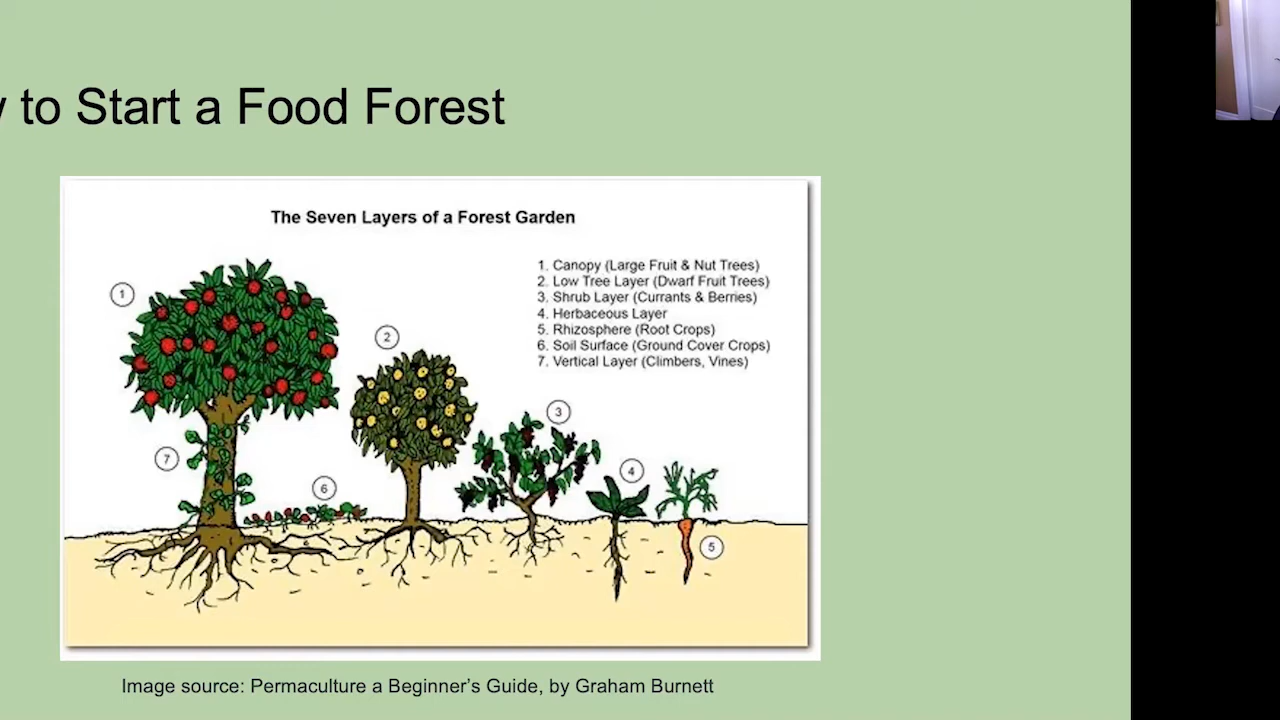 to Start a Food Forest
The Seven Layers of a Forest Garden
1. Canopy (Large Fruit & Nut Trees)
2. Low Tree Layer (Dwarf Fruit Trees)
3. Shrub Layer (Currants & Berries)
4. Herbaceous Layer
5. Rhizosphere (Root Crops)
6. Soil Surface (Ground Cover Crops)
7. Vertical Layer (Climbers, Vines)
1
2
3
4
7
6
5
Image source: Permaculture a Beginner's Guide, by Graham Burnett